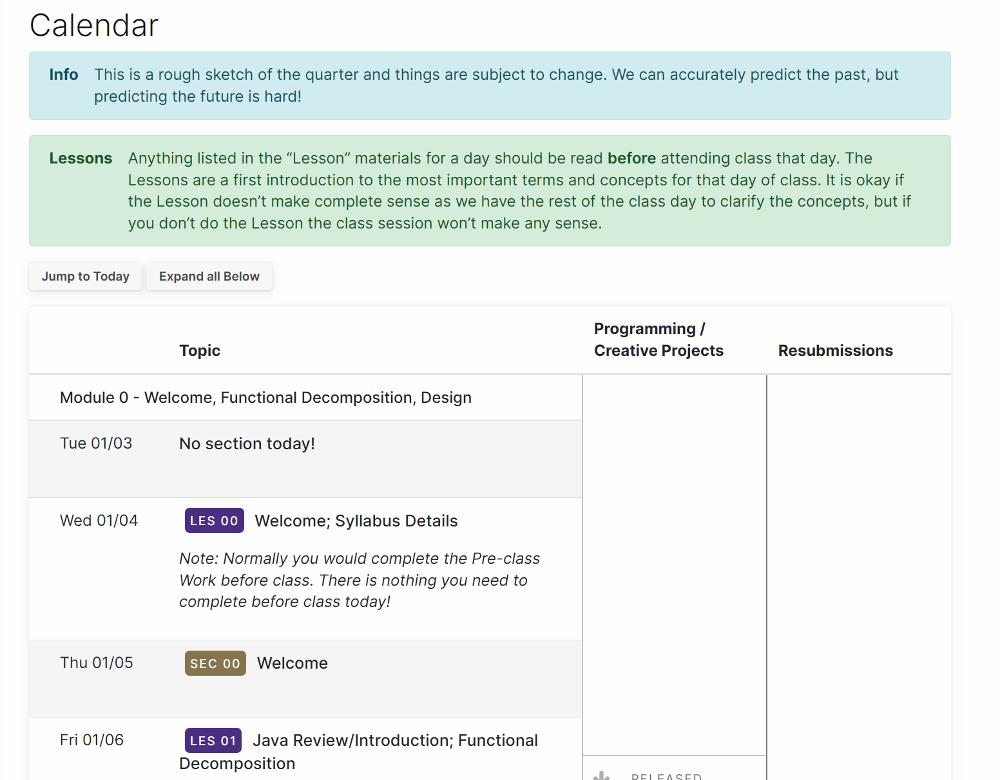 Calendar
Info This is a rough sketch of the quarter and things are subject to change. We can accurately predict the past, but
predicting the future is hard!
Lessons Anything listed in the “Lesson” materials for a day should be read before attending class that day. The
Lessons are a first introduction to the most important terms and concepts for that day of class. It is okay if
the Lesson doesn’t make complete sense as we have the rest of the class day to clarify the concepts, but if
you don’t do the Lesson the class session won’t make any sense.
Jump to Today Expand all Below
Topic
Programming /
Creative Projects
Resubmissions
Module 0 - Welcome, Functional Decomposition, Design
Tue 01/03 No section today!
Wed 01/04 LES 00 Welcome; Syllabus Details
Note: Normally you would complete the Pre-class
Work before class. There is nothing you need to
complete before class today!
Thu 01/05 SEC 00 Welcome
Fri 01/06 LES 01 Java Review/Introduction; Functional
Decomposition
RELEASED